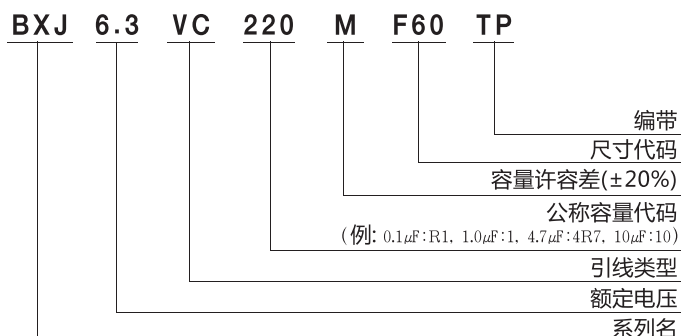 BXJ 6.3 VC 220 M F60 TP
编带
尺寸代码
容量许容差(±20%)
公称容量代码
(例: 0.1μF:R1, 1.0μF:1, 4.7μF:4R7, 10μF:10)
引线类型
额定电压
系列名